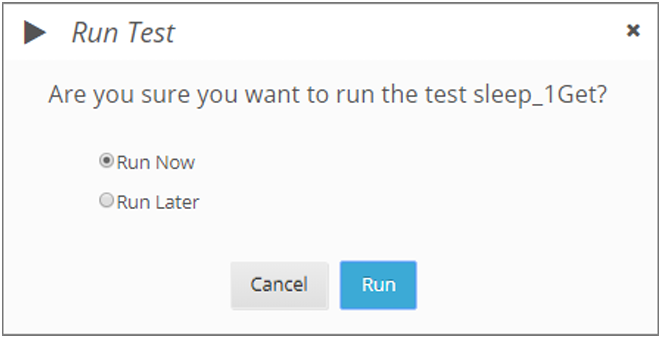 Run Test
Are you sure you want to run the test sleep_1Get?
Run Now
Run Later
Cancel
Run